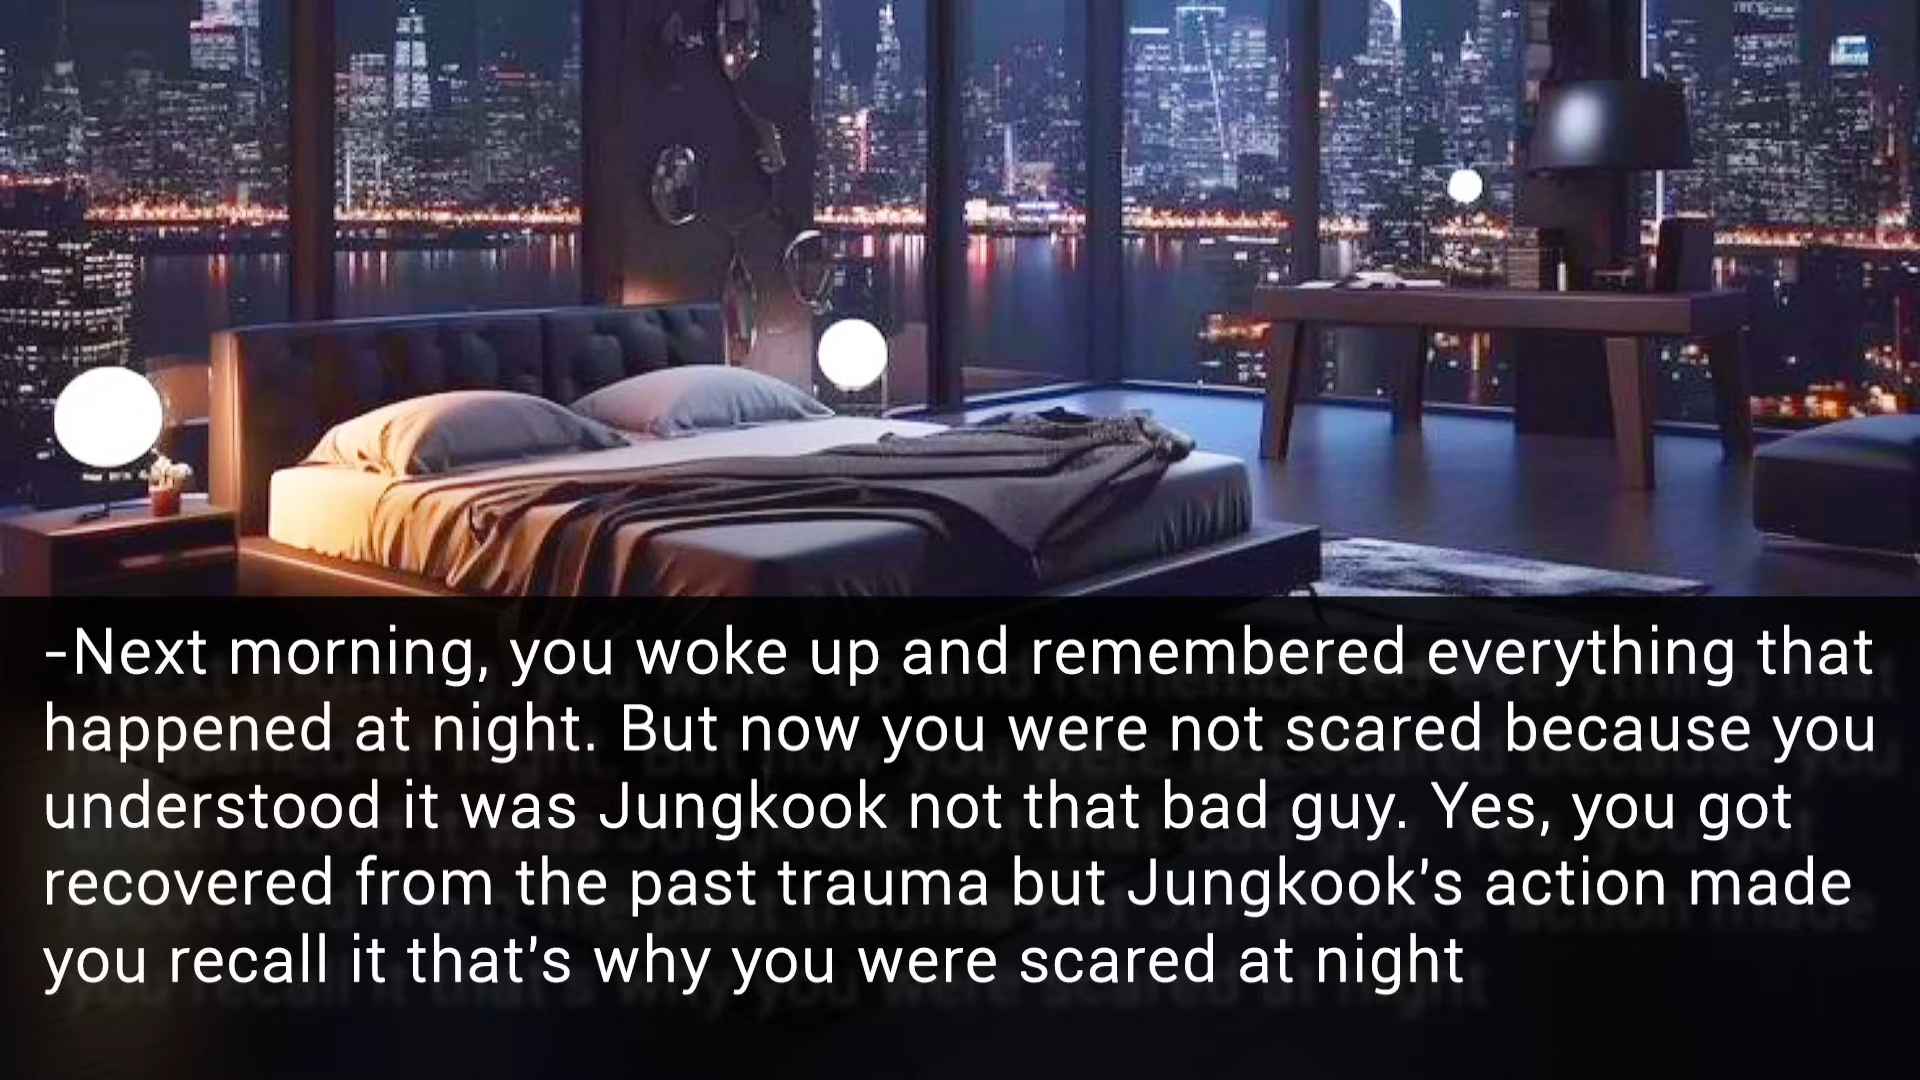 -Next morning, you woke up and remembered everything that
happened at night. But now you were not scared because you
understood it was Jungkook not that bad guy. Yes, you got
recovered from the past trauma but Jungkook's action made
you recall it that's why you were scared at night